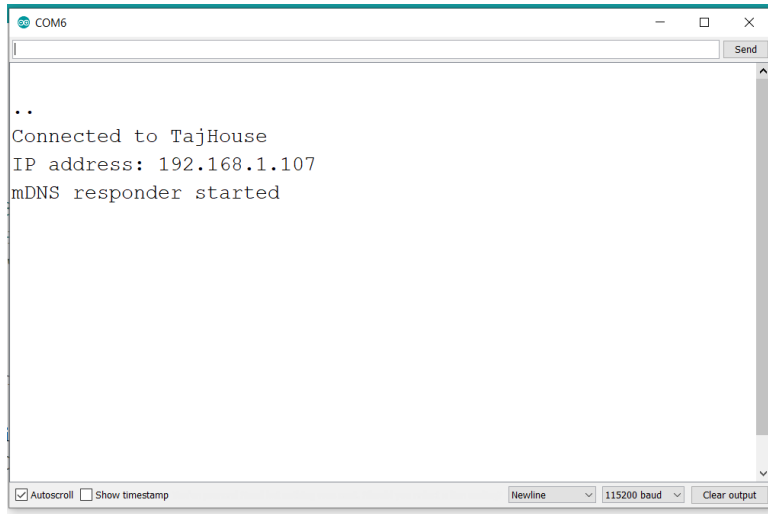 COM6
Send
..
Connected to TajHouse
IP address: 192.168.1.107
mDNS responder started
Autoscroll Show timestamp Newline 115200 baud Clear output